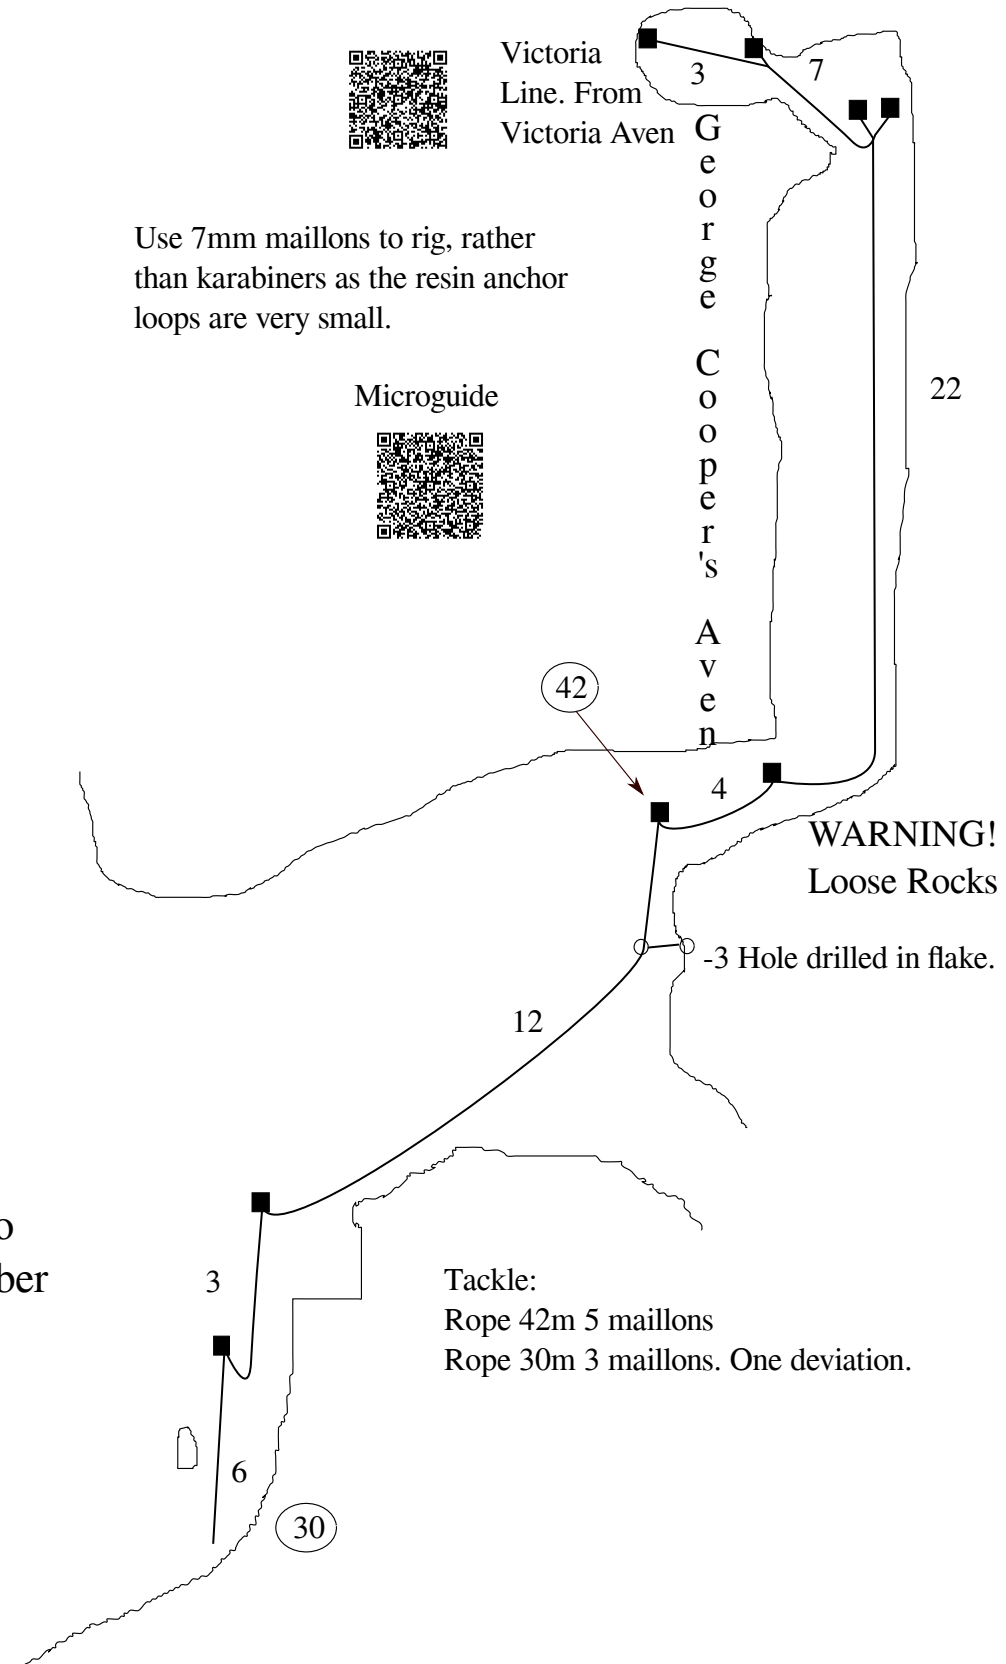 Victoria
Line. From
Victoria Aven
3
7
Use 7mm maillons to rig, rather
than karabiners as the resin anchor
loops are very small.
George Cooper's Aven
22
Microguide
42
4
WARNING!
Loose Rocks
-3 Hole drilled in flake.
12
o
ber
3
Tackle:
Rope 42m 5 maillons
Rope 30m 3 maillons. One deviation.
6
30